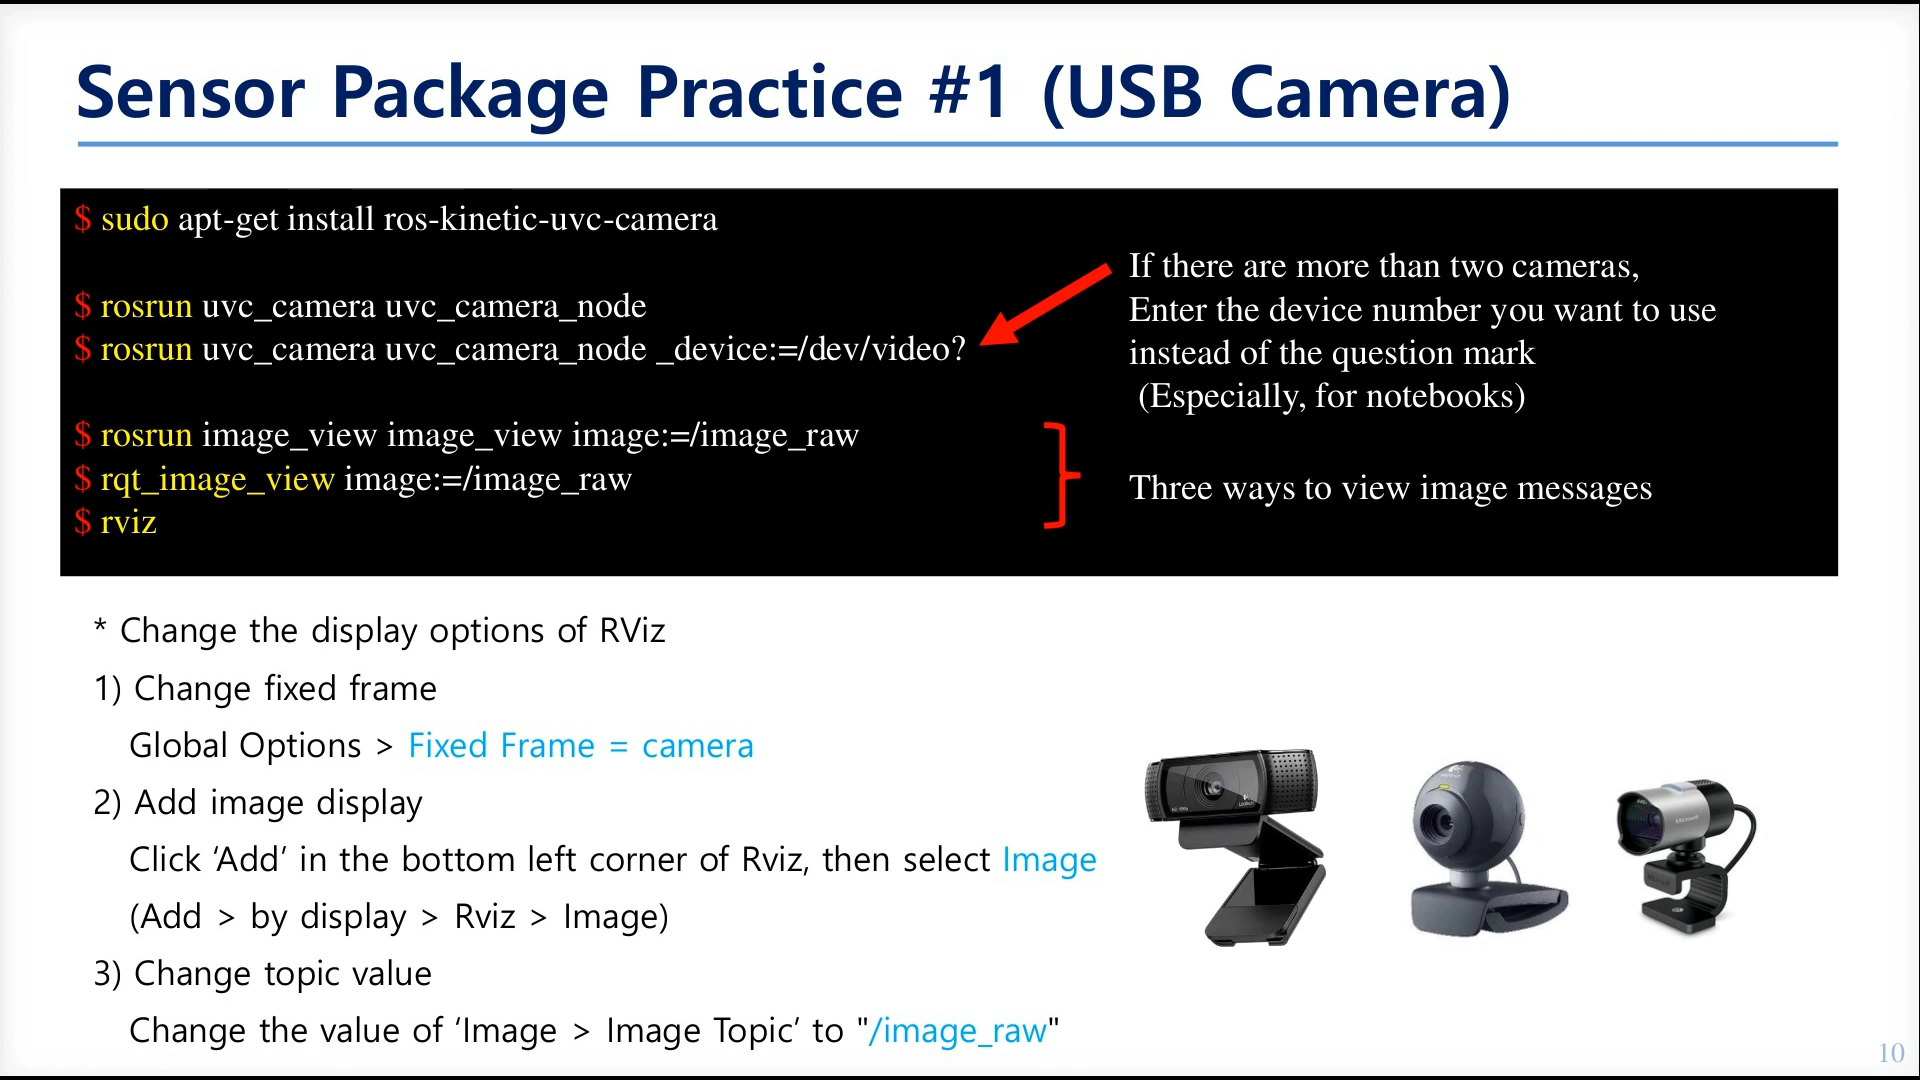 Sensor Package Practice #1 (USB Camera)
$ sudo apt-get install ros-kinetic-uvc-camera
$ rosrun uvc_camera uvc_camera_node
$ rosrun uvc_camera uvc_camera_node _device:=/dev/video?
If there are more than two cameras,
Enter the device number you want to use
instead of the question mark
(Especially, for notebooks)
$ rosrun image_view image_view image:=/image_raw
$ rqt_image_view image:=/image_raw
$ rviz
Three ways to view image messages
* Change the display options of RViz
1) Change fixed frame
Global Options > Fixed Frame = camera
2) Add image display
Click ‘Add’ in the bottom left corner of Rviz, then select Image
(Add > by display > Rviz > Image)
3) Change topic value
Change the value of ‘Image > Image Topic’ to "/image_raw"
Microsoft
10